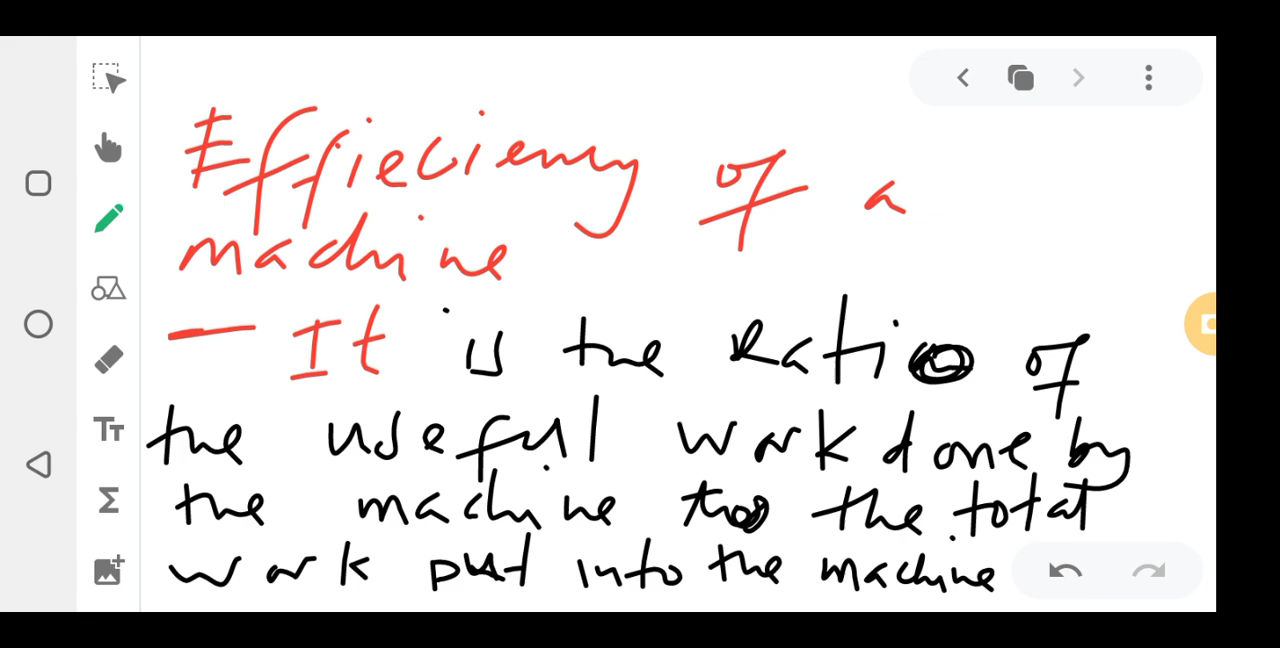 Effieciency of a
machine
- It is the Ratio of
the useful work done by
the machine to the total
work put into the machine
Tт
Σ